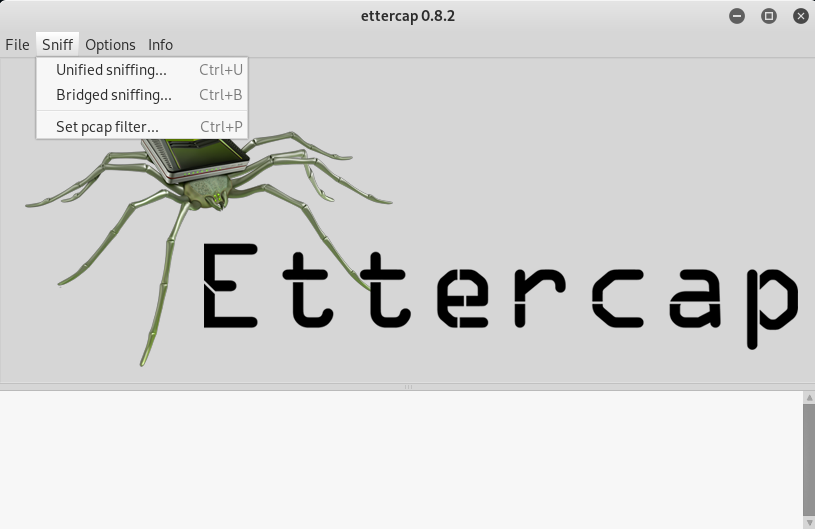 ettercap 0.8.2
File Sniff Options Info
Unified sniffing... Ctrl+U
Bridged sniffing... Ctrl+B
Set pcap filter... Ctrl+P
Ettercap